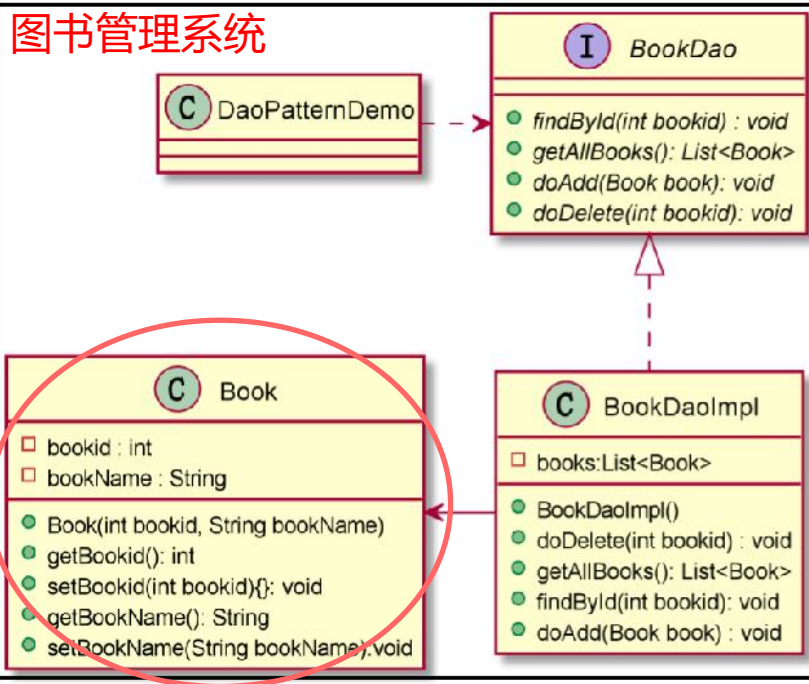 图书管理系统
I BookDao
C DaoPatternDemo
findById(int bookid) : void
getAllBooks(): List<Book>
doAdd(Book book): void
doDelete(int bookid): void
C Book
bookid : int
bookName : String
Book(int bookid, String bookName)
getBookid(): int
setBookid(int bookid){}: void
getBookName(): String
setBookName(String bookName):void
C BookDaoImpl
books:List<Book>
BookDaoImpl()
doDelete(int bookid) : void
getAllBooks(): List<Book>
findById(int bookid): void
doAdd(Book book) : void